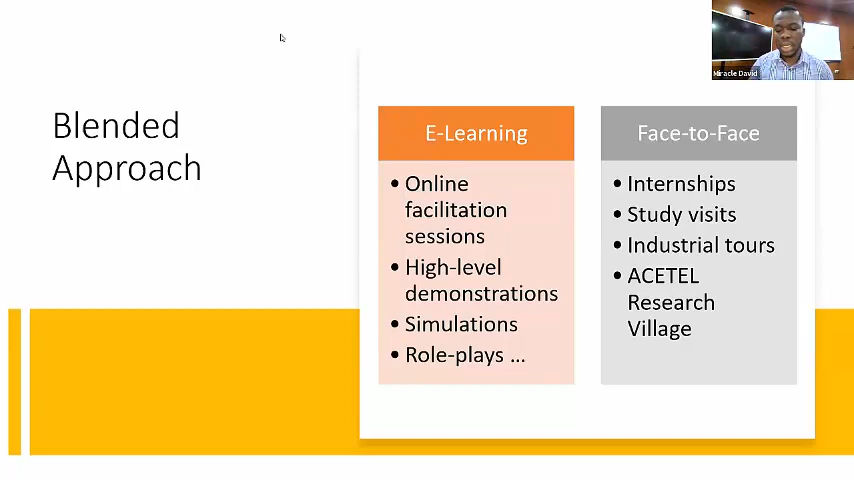 Miracle David
Blended
Approach
E-Learning
• Online
facilitation
sessions
• High-level
demonstrations
• Simulations
• Role-plays ...
Face-to-Face
• Internships
• Study visits
• Industrial tours
• ACETEL
Research
Village